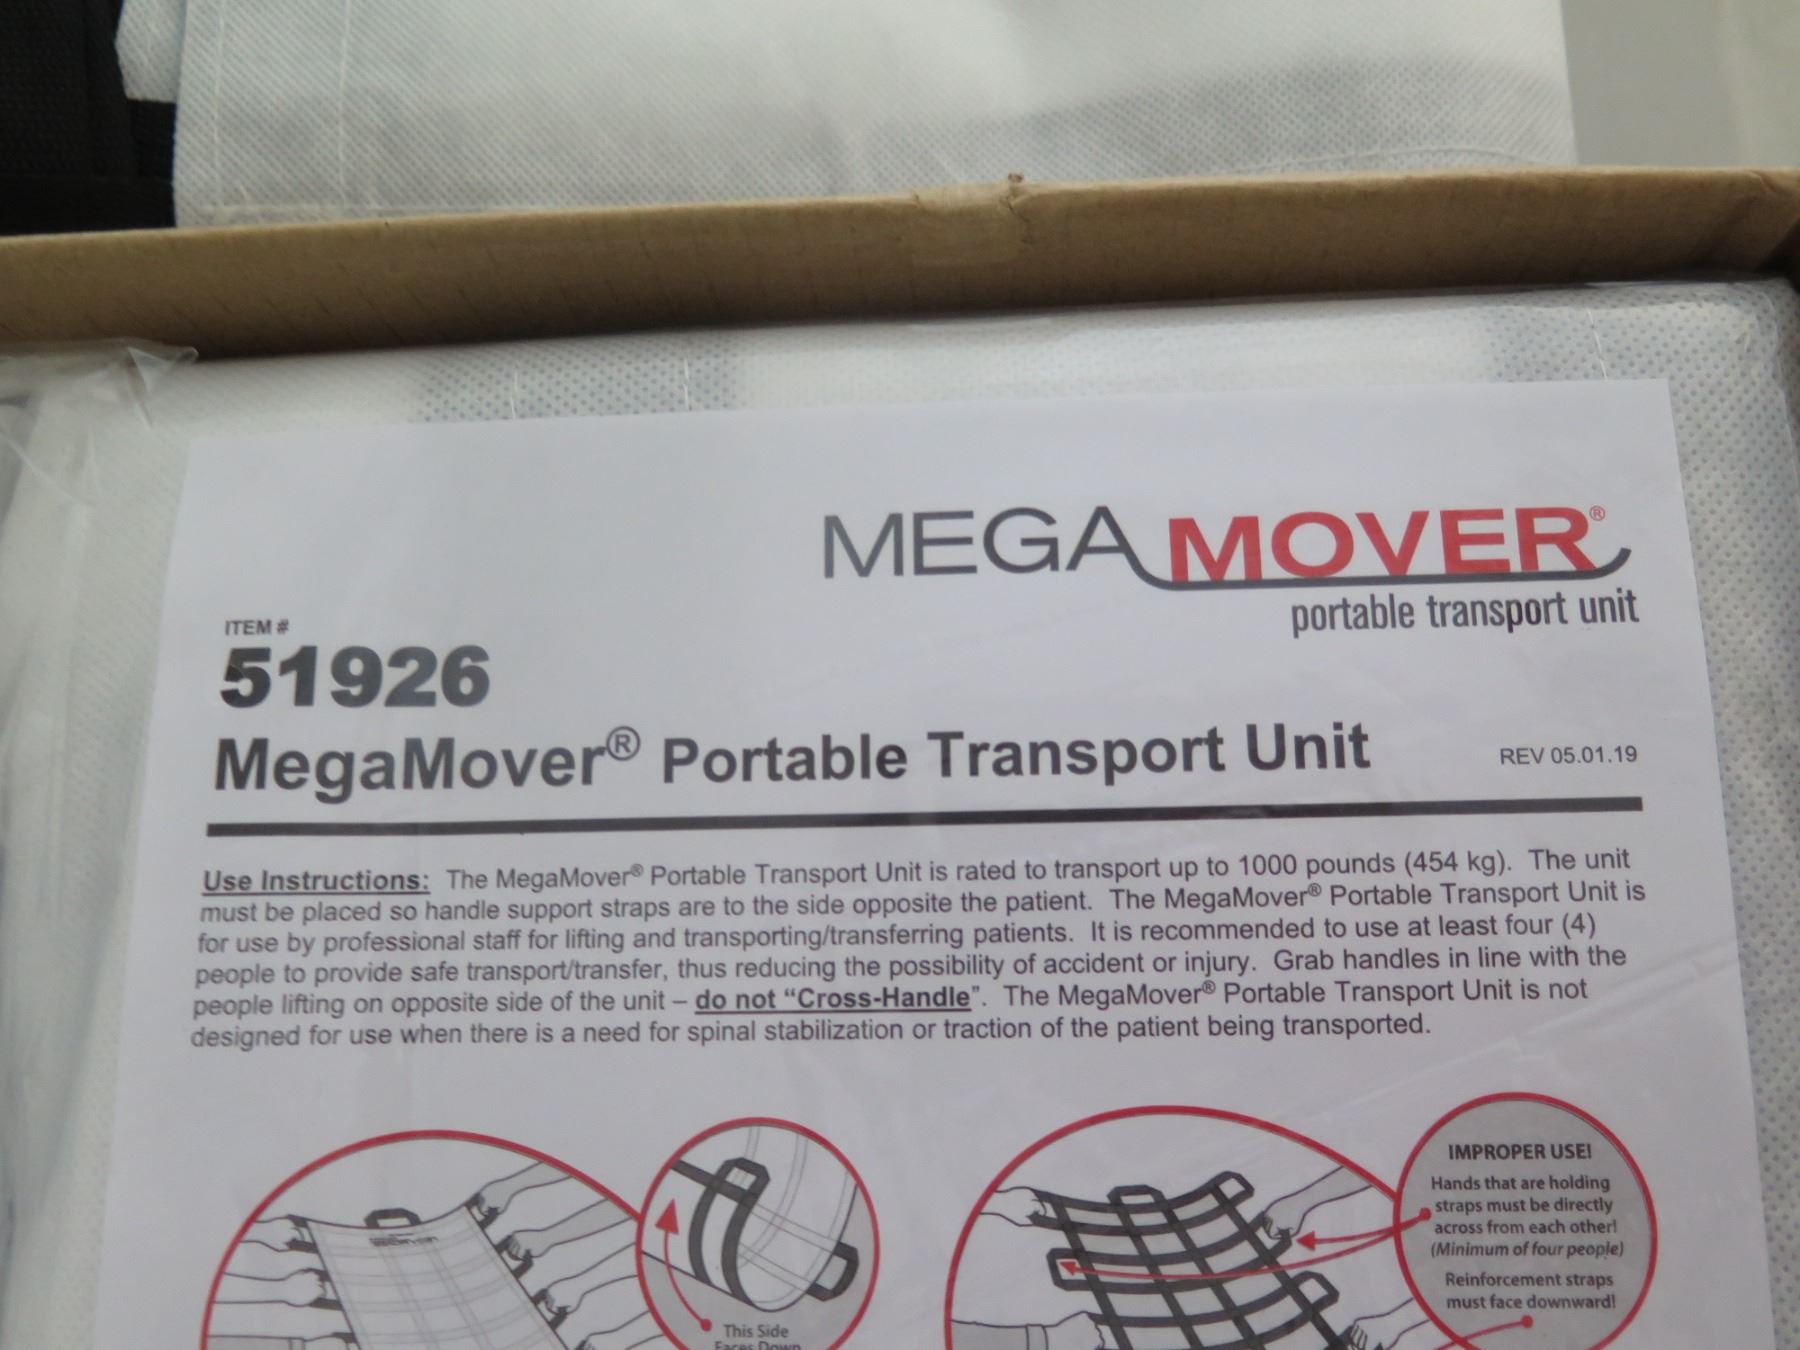 MEGAMOVER®
portable transport unit
ITEM #
51926
MegaMover® Portable Transport Unit
REV 05.01.19
Use Instructions: The MegaMover® Portable Transport Unit is rated to transport up to 1000 pounds (454 kg). The unit
must be placed so handle support straps are to the side opposite the patient. The MegaMover® Portable Transport Unit is
for use by professional staff for lifting and transporting/transferring patients. It is recommended to use at least four (4)
people to provide safe transport/transfer, thus reducing the possibility of accident or injury. Grab handles in line with the
people lifting on opposite side of the unit – do not “Cross-Handle”. The MegaMover® Portable Transport Unit is not
designed for use when there is a need for spinal stabilization or traction of the patient being transported.
This Side
Faces Down
IMPROPER USE!
Hands that are holding
straps must be directly
across from each other!
(Minimum of four people)
Reinforcement straps
must face downward!